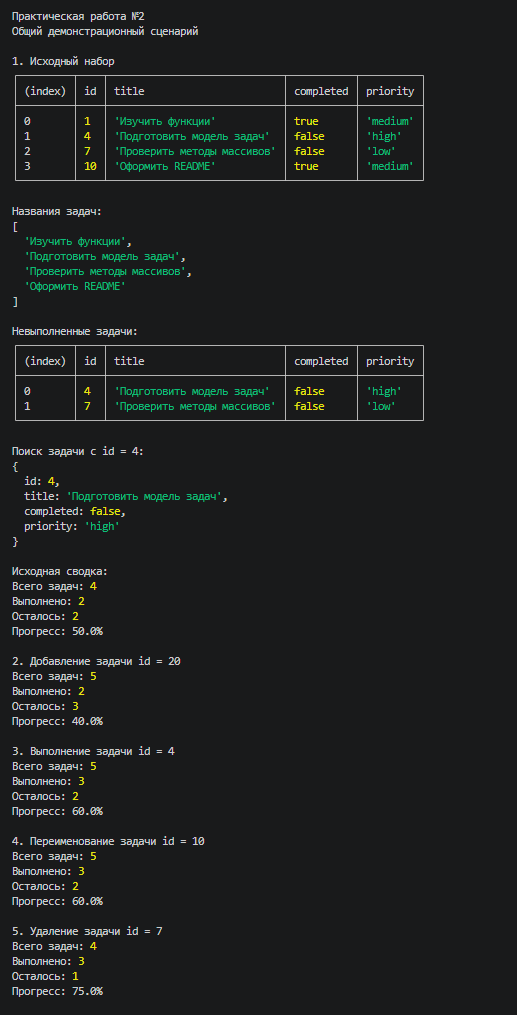 Практическая работа №2
Общий демонстрационный сценарий
1. Исходный набор
(index) id title completed priority
0 1 'Изучить функции' true 'medium'
1 4 'Подготовить модель задач' false 'high'
2 7 'Проверить методы массивов' false 'low'
3 10 'Оформить README' true 'medium'
Названия задач:
[
'Изучить функции',
'Подготовить модель задач',
'Проверить методы массивов',
'Оформить README'
]
Невыполненные задачи:
(index) id title completed priority
0 4 'Подготовить модель задач' false 'high'
1 7 'Проверить методы массивов' false 'low'
Поиск задачи с id = 4:
{
id: 4,
title: 'Подготовить модель задач',
completed: false,
priority: 'high'
}
Исходная сводка:
Всего задач: 4
Выполнено: 2
Осталось: 2
Прогресс: 50.0%
2. Добавление задачи id = 20
Всего задач: 5
Выполнено: 2
Осталось: 3
Прогресс: 40.0%
3. Выполнение задачи id = 4
Всего задач: 5
Выполнено: 3
Осталось: 2
Прогресс: 60.0%
4. Переименование задачи id = 10
Всего задач: 5
Выполнено: 3
Осталось: 2
Прогресс: 60.0%
5. Удаление задачи id = 7
Всего задач: 4
Выполнено: 3
Осталось: 1
Прогресс: 75.0%